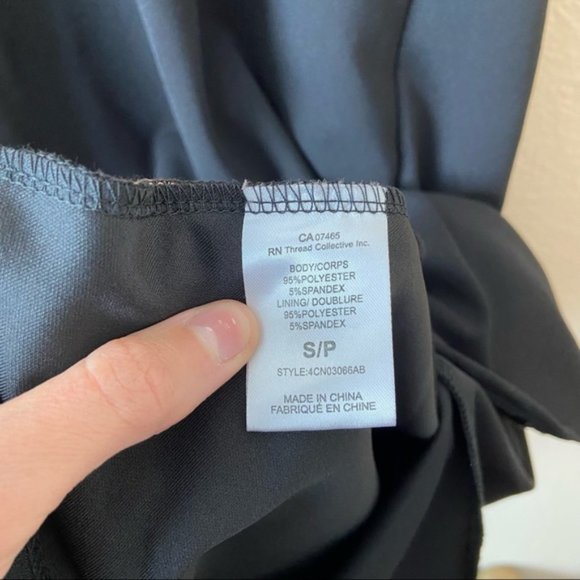 CA 07465
RN Thread Collective Inc.
BODY/CORPS
95%POLYESTER
5%SPANDEX
LINING/ DOUBLURE
95%POLYESTER
5%SPANDEX
S/P
STYLE:4CN03066AB
MADE IN CHINA
FABRIQUÉ EN CHINE